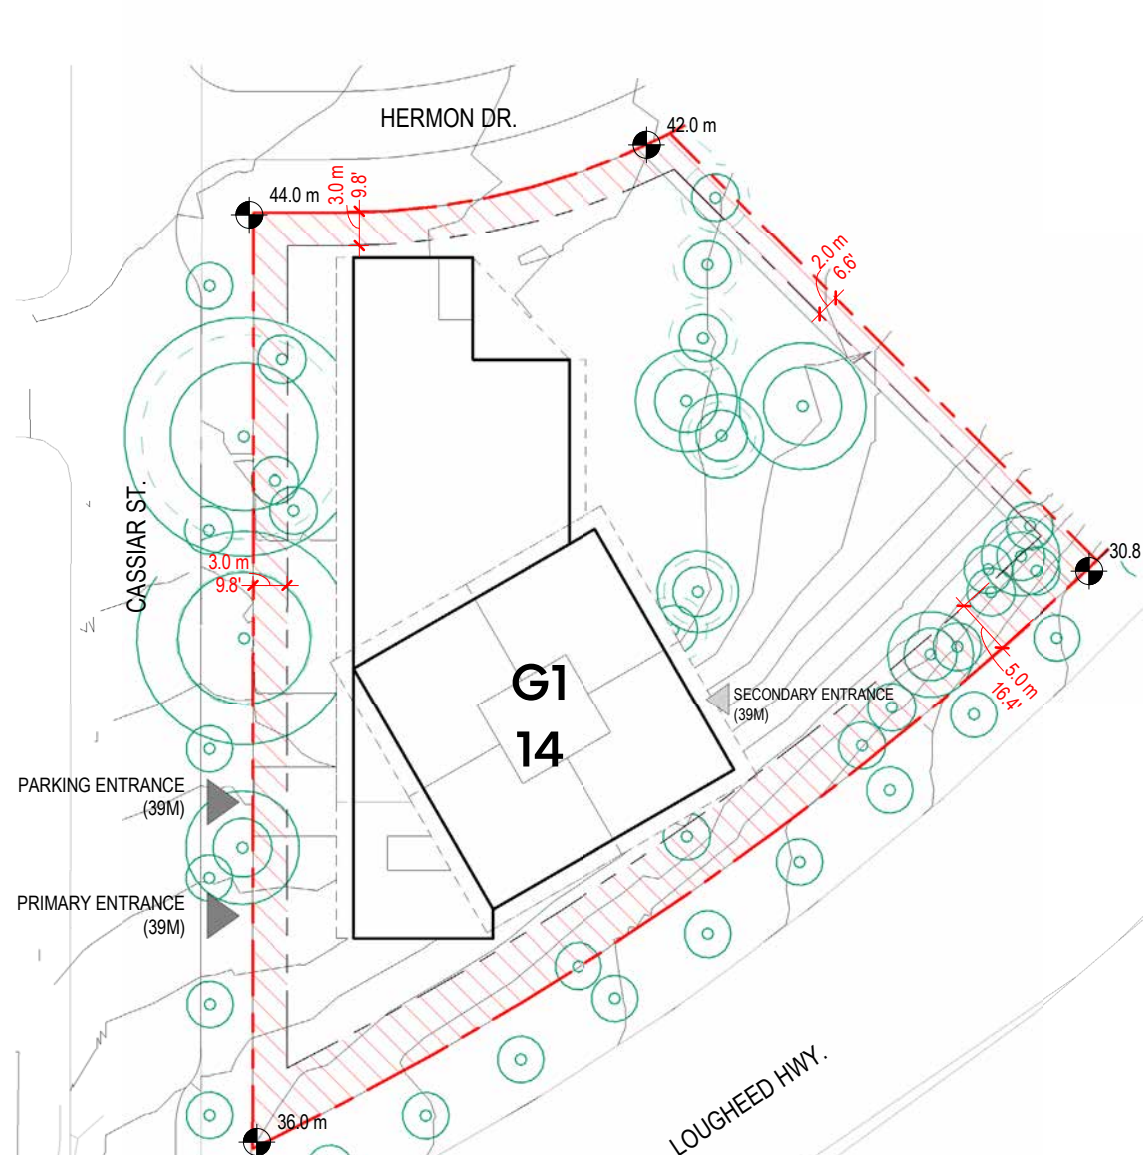 HERMON DR.
42.0 m
44.0 m
3.0 m
9.8'
2.0 m
6.6'
CASSIAR ST.
3.0 m
9.8'
30.8
G1
14
SECONDARY ENTRANCE
(39M)
5.0 m
16.4'
PARKING ENTRANCE
(39M)
PRIMARY ENTRANCE
(39M)
36.0 m
LOUGHEED HWY.